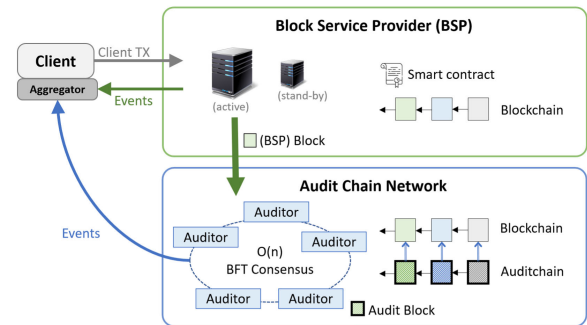 Block Service Provider (BSP)
Client
Aggregator
Client TX
Events
(active)
(stand-by)
Smart contract
Blockchain
(BSP) Block
Audit Chain Network
Events
Auditor
Auditor
Auditor
O(n)
BFT Consensus
Auditor
Auditor
Blockchain
Auditchain
Audit Block